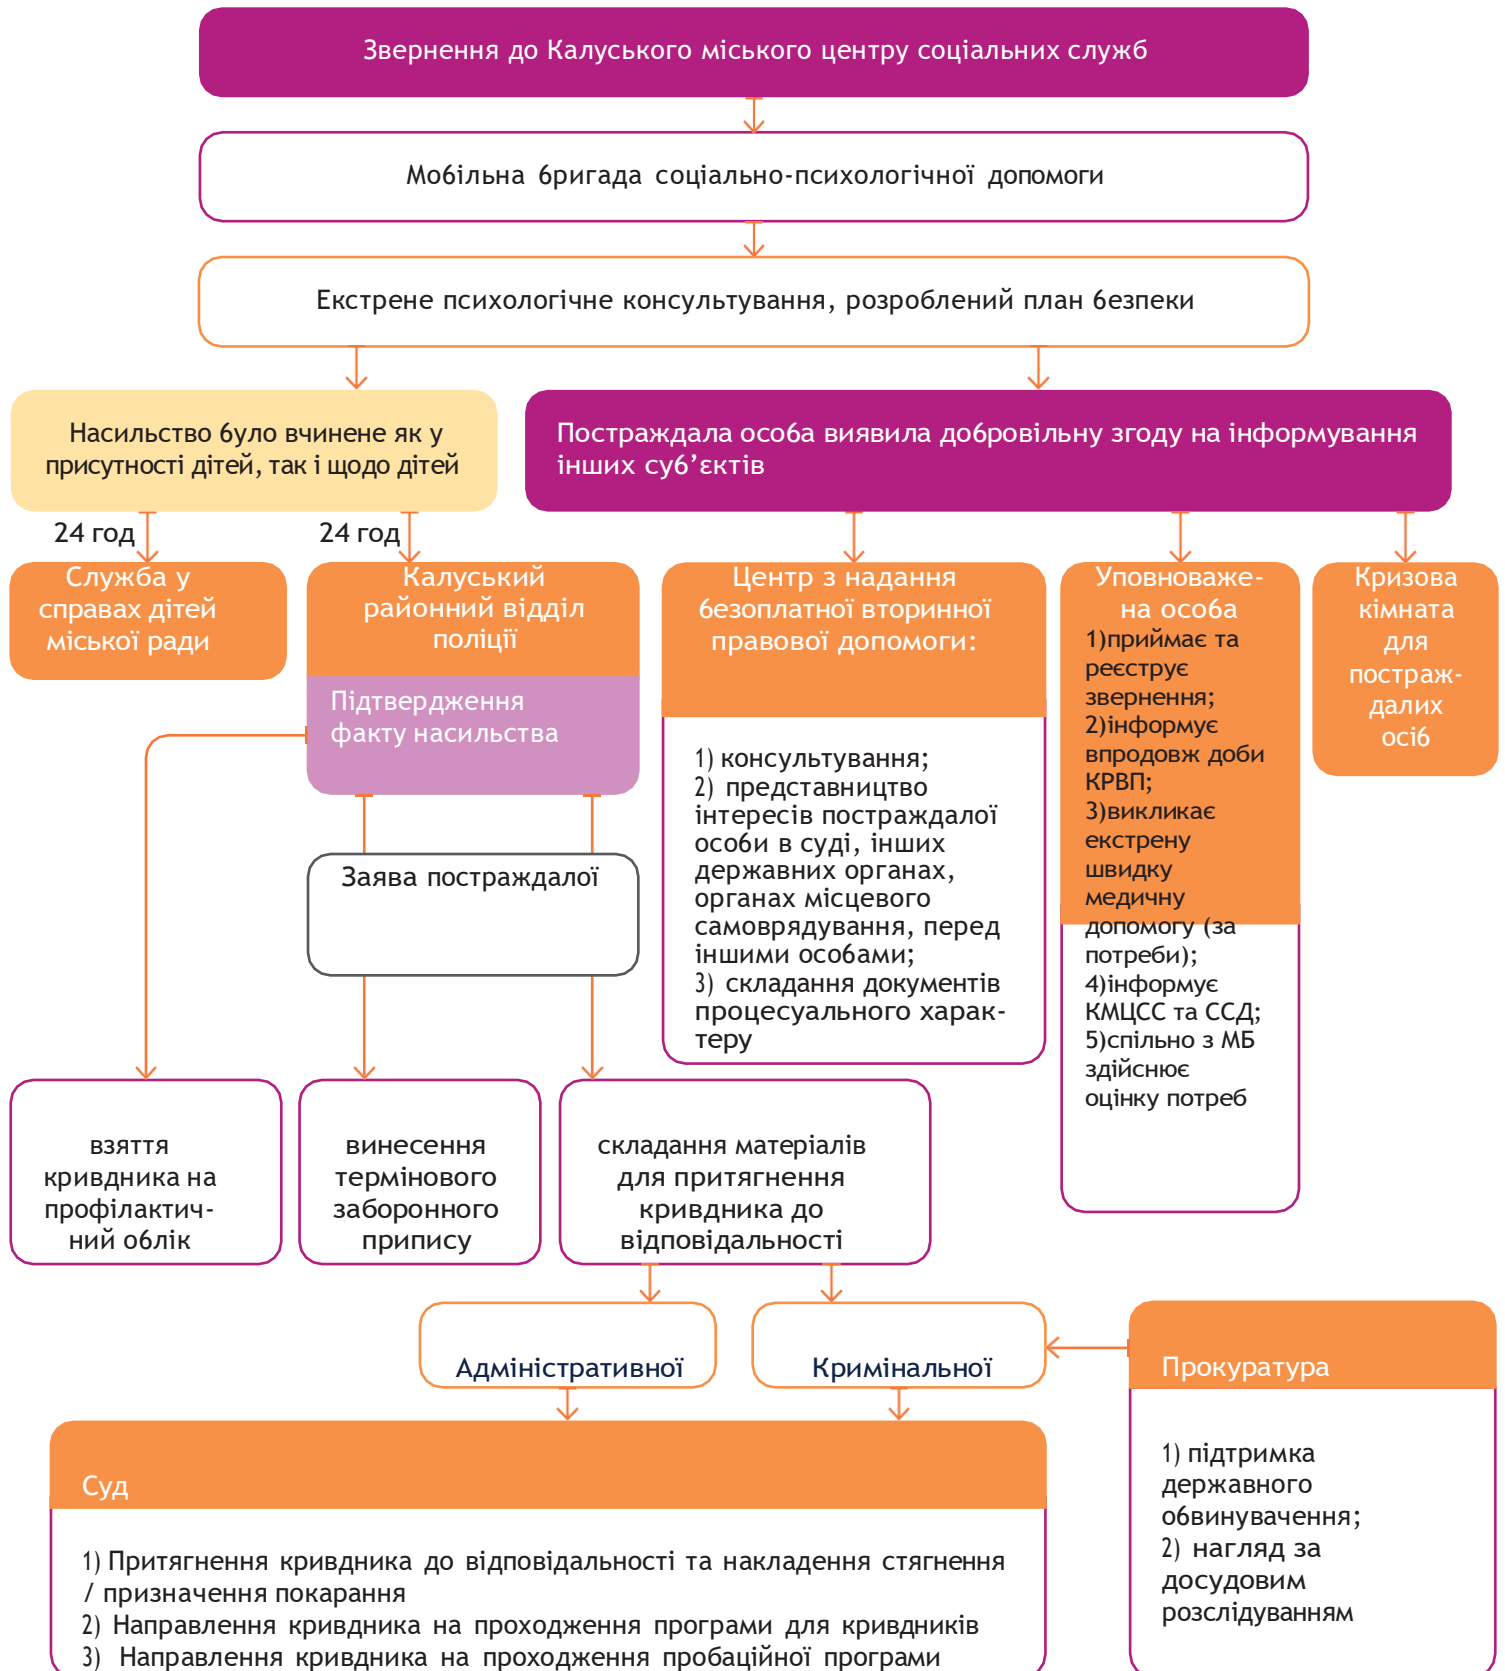 Звернення до Калуського міського центру соціальних служб
Мобільна бригада соціально-психологічної допомоги
Екстрене психологічне консультування, розроблений план безпеки
Насильство було вчинене як у
присутності дітей, так і щодо дітей
Постраждала особа виявила добровільну згоду на інформування
інших суб’єктів
24 год
24 год
Служба у
справах дітей
міської ради
Калуський
районний відділ
поліції
Підтвердження
факту насильства
Центр з надання
безоплатної вторинної
правової допомоги:
1) консультування;
2) представництво
інтересів постраждалої
особи в суді, інших
державних органах,
органах місцевого
самоврядування, перед
іншими особами;
3) складання документів
процесуального харак-
теру
Уповноваже-
на особа
1)приймає та
реєструє
звернення;
2)інформує
впродовж доби
КРВП;
3)викликає
екстрену
швидку
медичну
допомогу (за
потреби);
4)інформує
КМЦСС та ССД;
5)спільно з МБ
здійснює
оцінку потреб
Кризова
кімната
для
постраж-
далих
осіб
Заява постраждалої
взяття
кривдника на
профілактич-
ний облік
винесення
термінового
заборонного
припису
складання матеріалів
для притягнення
кривдника до
відповідальності
Адміністративної
Кримінальної
Прокуратура
1) підтримка
державного
обвинувачення;
2) нагляд за
досудовим
розслідуванням
Суд
1) Притягнення кривдника до відповідальності та накладення стягнення
/ призначення покарання
2) Направлення кривдника на проходження програми для кривдників
3) Направлення кривдника на проходження пробаційної програми